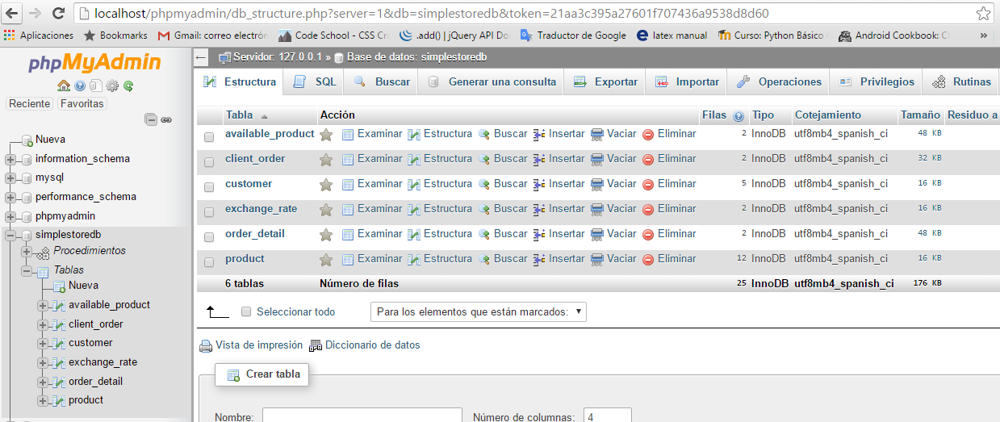 localhost/phpmyadmin/db_structure.php?server=1&db=simplestoredb&token=21aa3c395a27601f707436a9538d8d60
Aplicaciones Bookmarks Gmail: correo electrón Code School - CSS Cr .add() | jQuery API Do Traductor de Google latex manual Curso: Python Básico Android Cookbook: C »
phpMyAdmin
Reciente Favoritas
Nueva
information_schema
mysql
performance_schema
phpmyadmin
simplestoredb
Procedimientos
Tablas
Nueva
available_product
client_order
customer
exchange_rate
order_detail
product
Servidor: 127.0.0.1 » Base de datos: simplestoredb
Estructura SQL Buscar Generar una consulta Exportar Importar Operaciones Privilegios Rutinas
Tabla Acción Filas Tipo Cotejamiento Tamaño Residuo a
available_product Examinar Estructura Buscar Insertar Vaciar Eliminar 2 InnoDB utf8mb4_spanish_ci 48 KB
client_order Examinar Estructura Buscar Insertar Vaciar Eliminar 2 InnoDB utf8mb4_spanish_ci 32 KB
customer Examinar Estructura Buscar Insertar Vaciar Eliminar 5 InnoDB utf8mb4_spanish_ci 16 KB
exchange_rate Examinar Estructura Buscar Insertar Vaciar Eliminar 2 InnoDB utf8mb4_spanish_ci 16 KB
order_detail Examinar Estructura Buscar Insertar Vaciar Eliminar 2 InnoDB utf8mb4_spanish_ci 48 KB
product Examinar Estructura Buscar Insertar Vaciar Eliminar 12 InnoDB utf8mb4_spanish_ci 16 KB
6 tablas Número de filas 25 InnoDB utf8mb4_spanish_ci 176 KB
Seleccionar todo Para los elementos que están marcados:
Vista de impresión Diccionario de datos
Crear tabla
Nombre: Número de columnas: 4